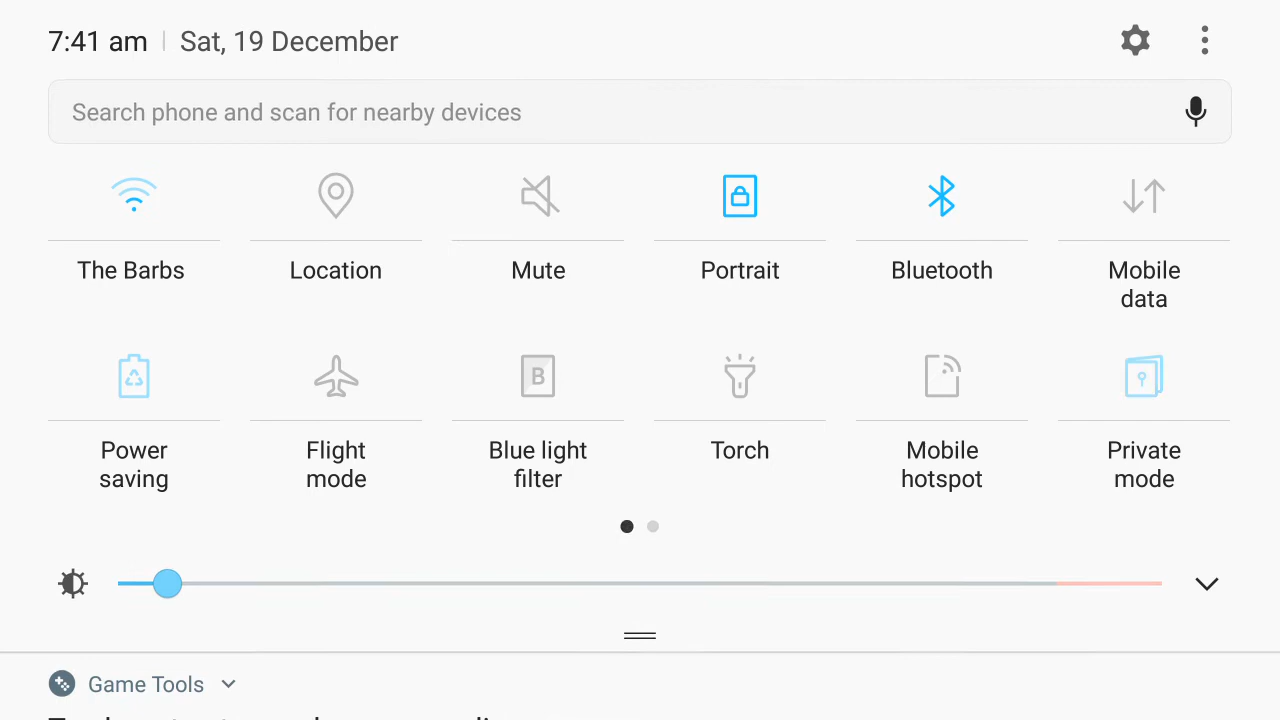 7:41 am | Sat, 19 December
Search phone and scan for nearby devices
The Barbs
Location
Mute
Portrait
Bluetooth
Mobile
data
B
Power
saving
Flight
mode
Blue light
filter
Torch
Mobile
hotspot
Private
mode
Game Tools